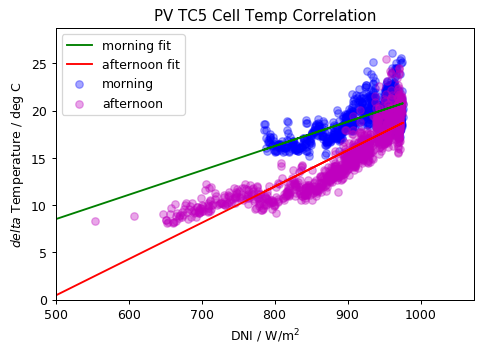 PV TC5 Cell Temp Correlation
morning fit
afternoon fit
morning
afternoon
delta Temperature / deg C
25
20
15
10
5
0
500 600 700 800 900 1000
DNI / W/m²